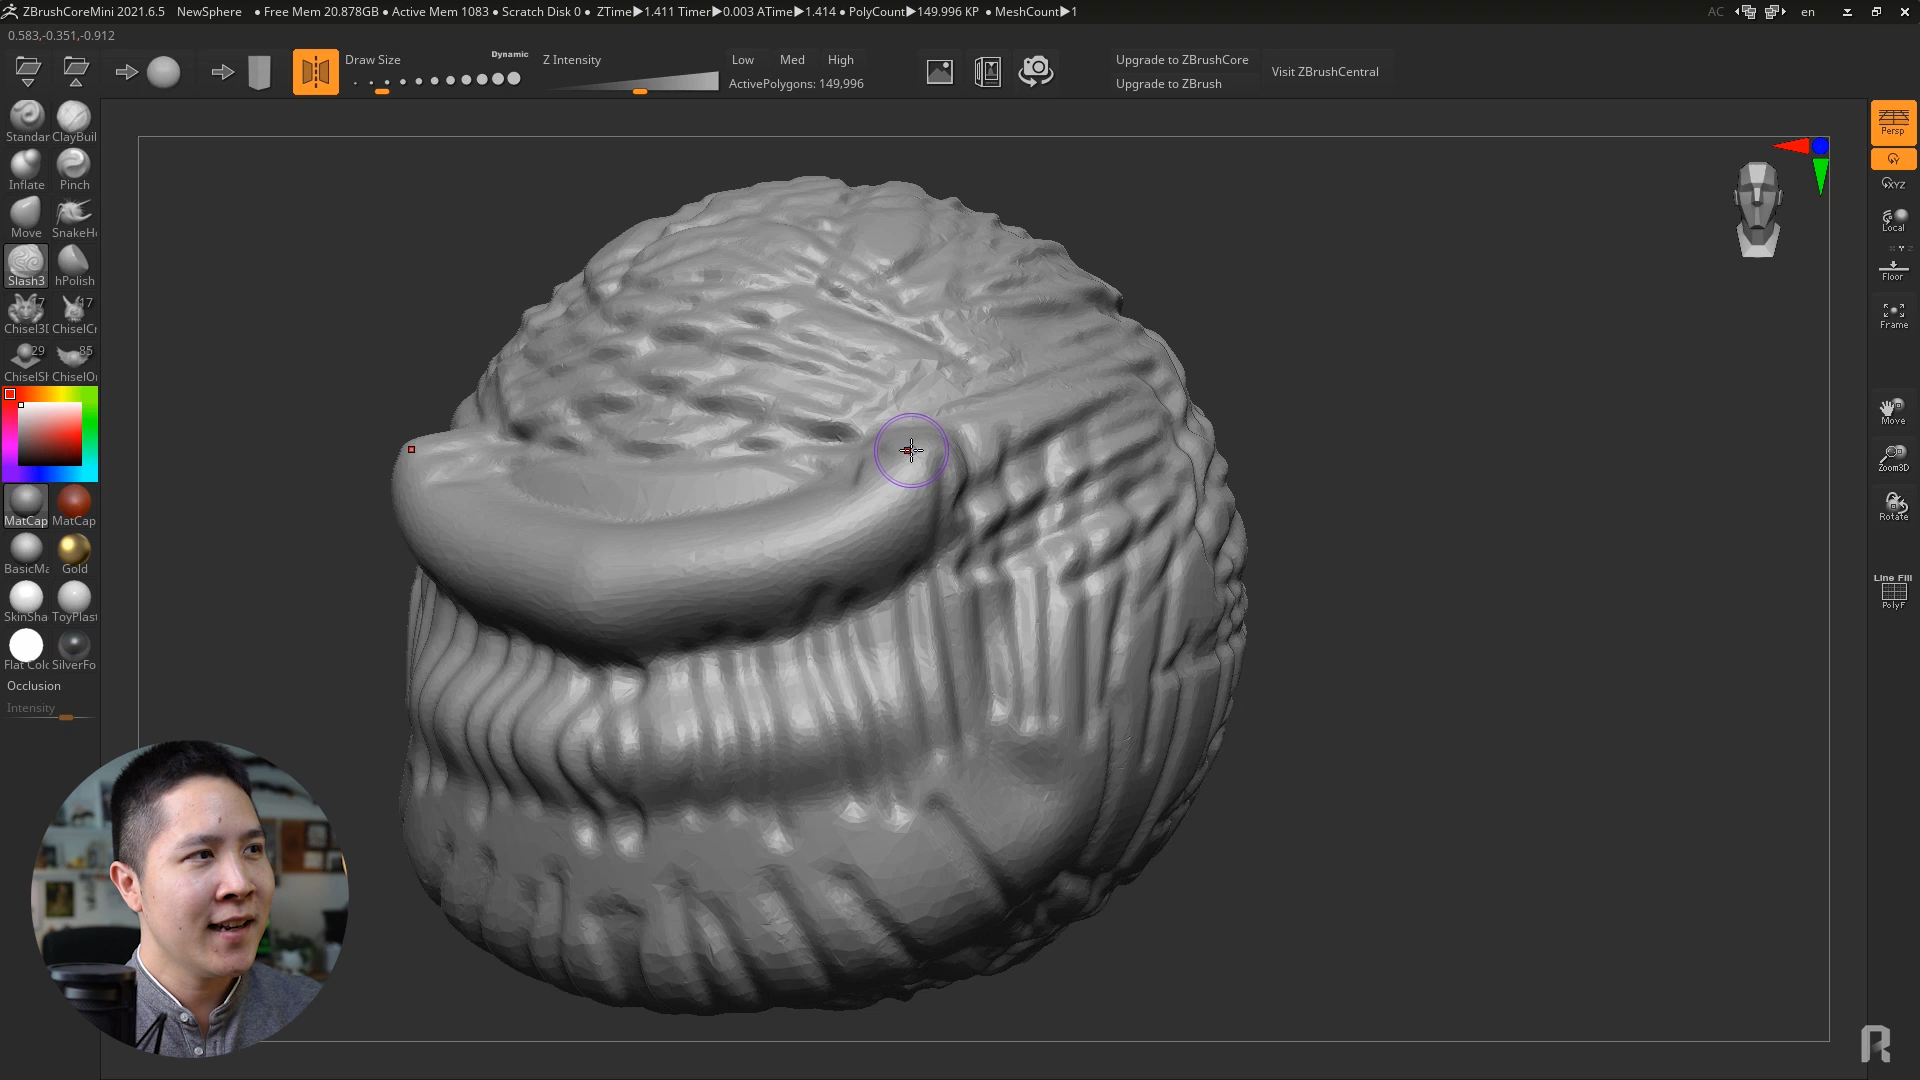 ZBrushCoreMini 2021.6.5 NewSphere • Free Mem 20.878GB • Active Mem 1083 • Scratch Disk 0 • ZTime▶1.411 Timer▶0.003 ATime▶1.414 • PolyCount▶149.996 KP • MeshCount▶1
AC
en
0.583,-0.351,-0.912
Draw Size
Dynamic
Z Intensity
Low Med High
ActivePolygons: 149,996
Upgrade to ZBrushCore
Upgrade to ZBrush
Visit ZBrushCentral
Standar ClayBuil
Inflate Pinch
Move SnakeH
Slash3 hPolish
7 17
Chisel3D ChiselCr
29 85
ChiselSh ChiselO
MatCap MatCap
BasicMa Gold
SkinSha ToyPlast
Flat Colo SilverFo
Occlusion
Intensity
Persp
Y
XYZ
Local
Floor
Frame
Move
Zoom3D
Rotate
Line Fill
PolyF
R